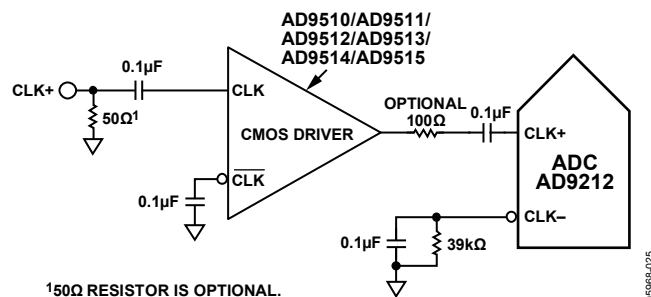 AD9510/AD9511/
AD9512/AD9513/
AD9514/AD9515
CLK+
0.1µF
50Ω¹
CLK
CMOS DRIVER
C̅L̅K̅
0.1µF
OPTIONAL
100Ω
0.1µF
CLK+
ADC
AD9212
CLK–
0.1µF
39kΩ
¹50Ω RESISTOR IS OPTIONAL.